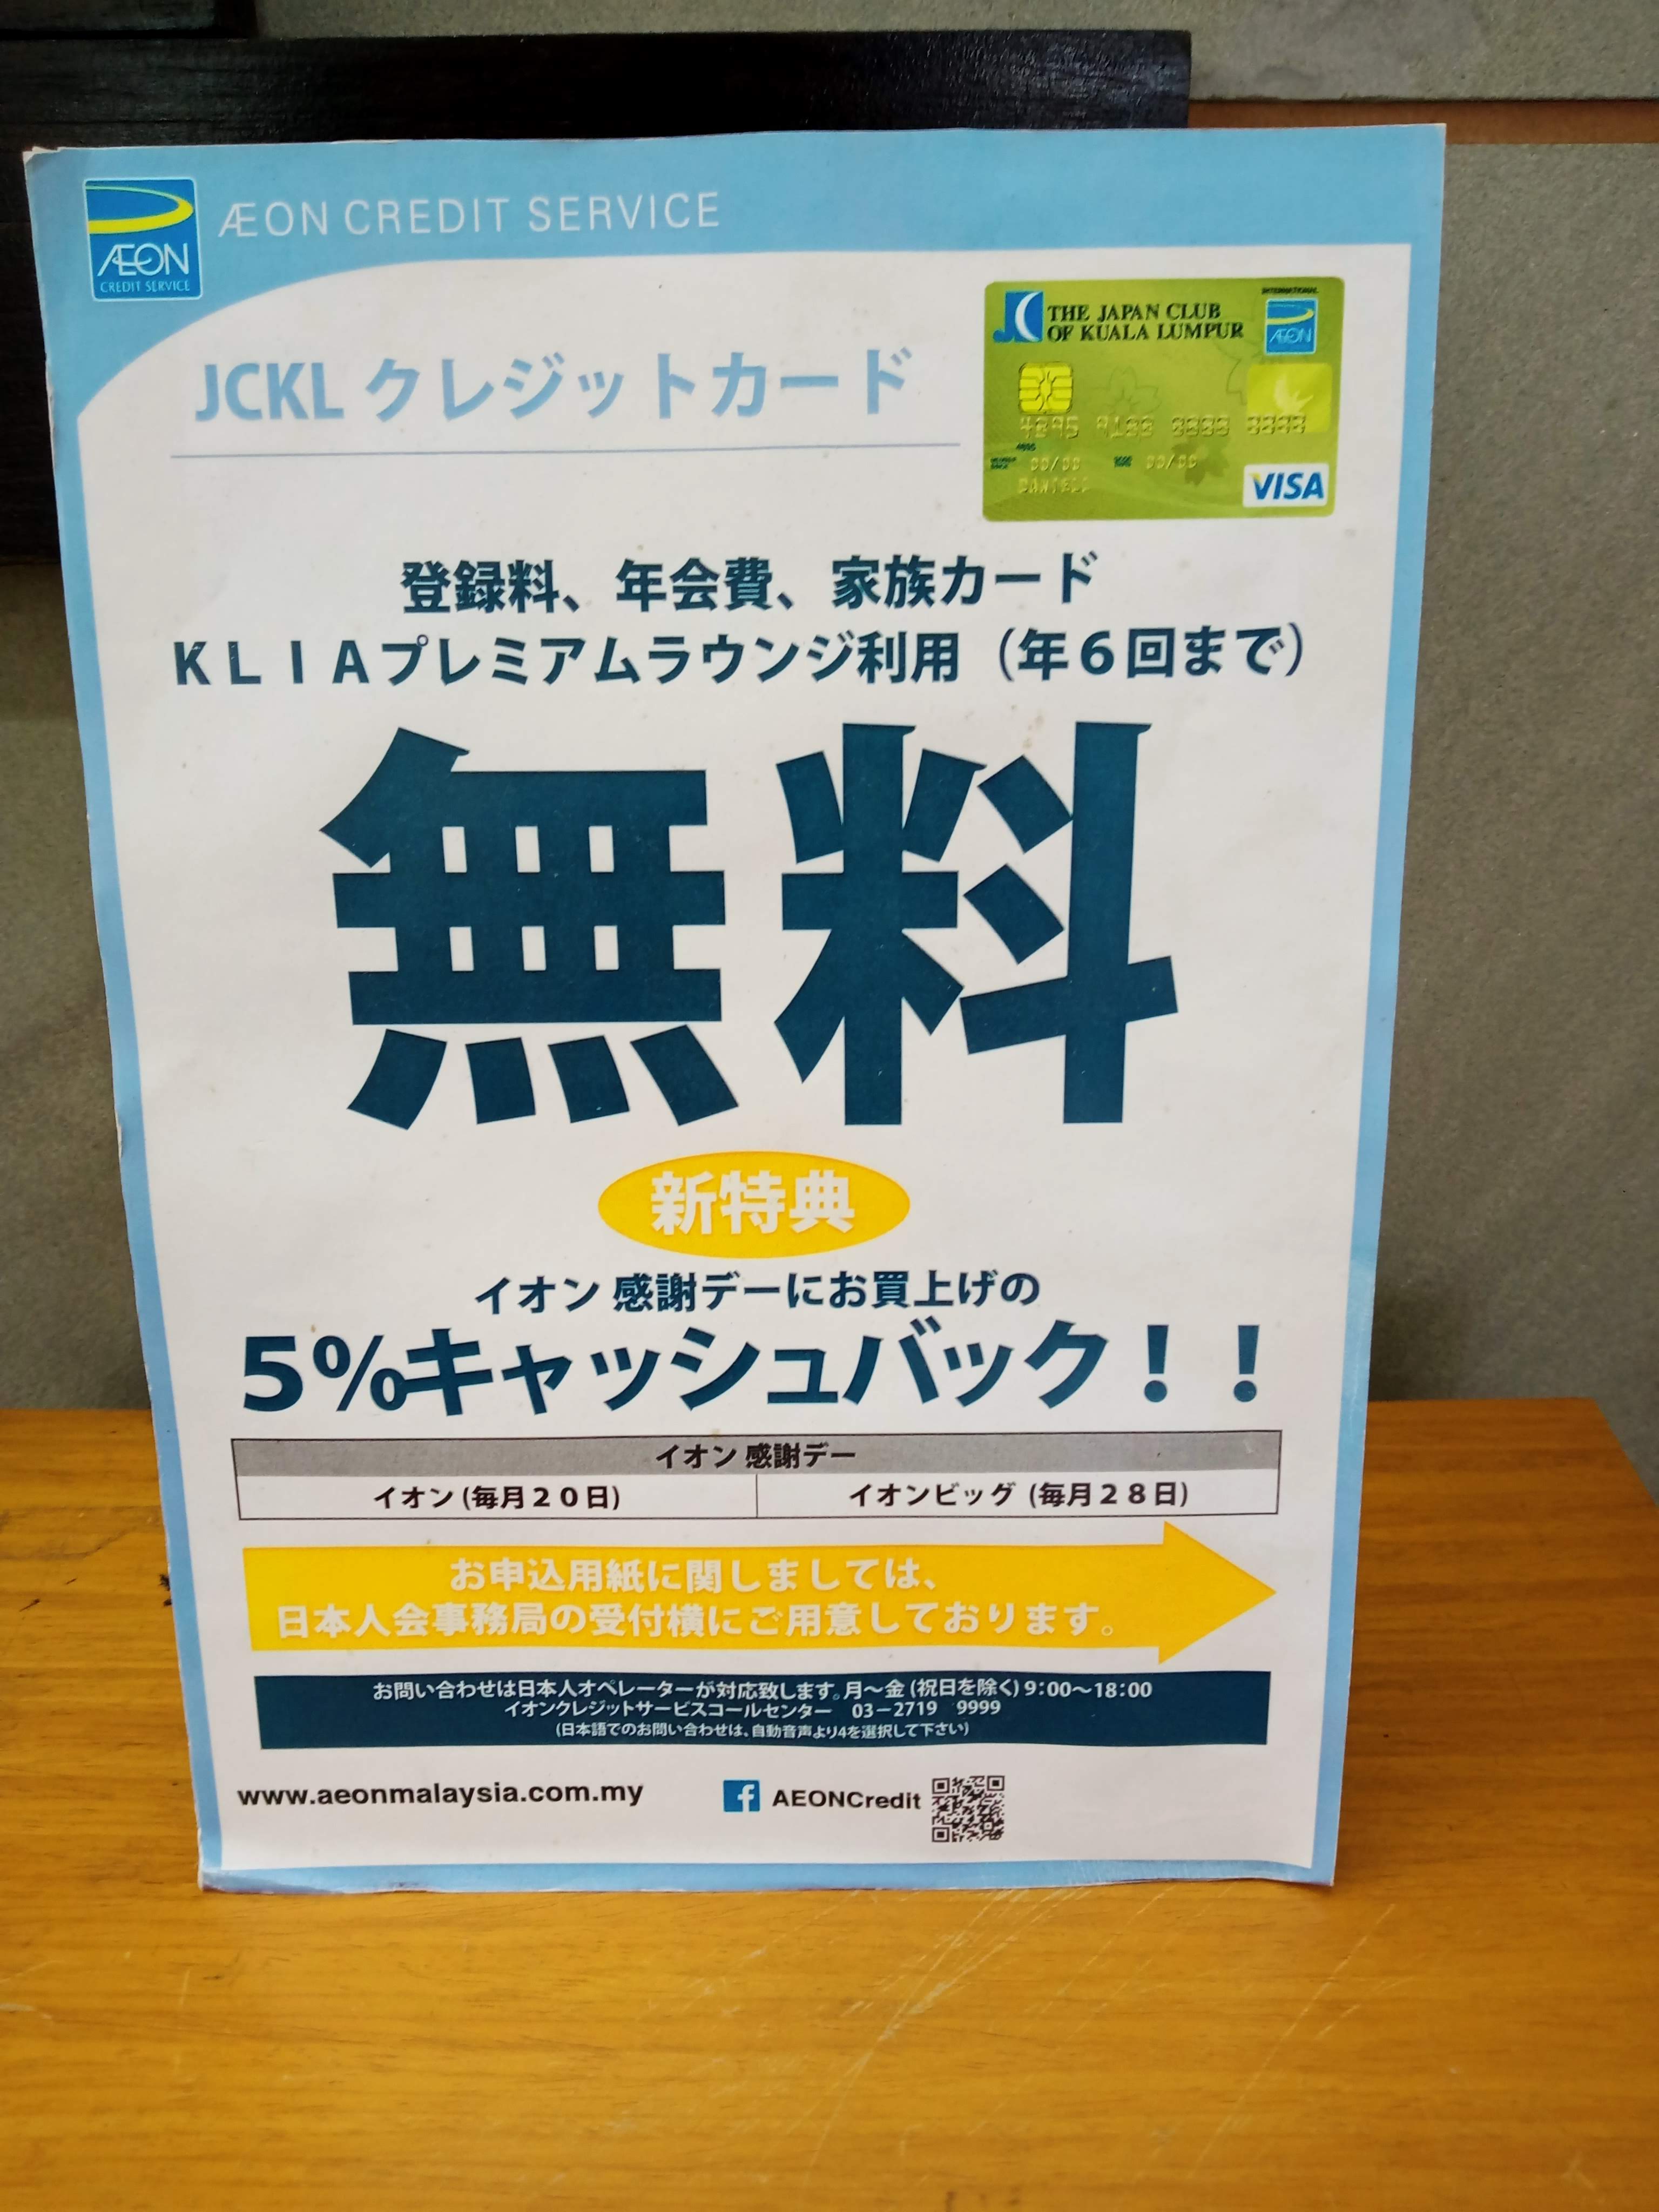 ÆON CREDIT SERVICE
ÆON
CREDIT SERVICE
JCKL クレジットカード
THE JAPAN CLUB
OF KUALA LUMPUR
INTERNATIONAL
ÆON
VISA
登録料、年会費、家族カード
KLIAプレミアムラウンジ利用（年6回まで）
無料
新特典
イオン 感謝デーにお買上げの
5%キャッシュバック！！
イオン 感謝デー
イオン (毎月２０日)
イオンビッグ (毎月２８日)
お申込用紙に関しましては、
日本人会事務局の受付横にご用意しております。
お問い合わせは日本人オペレーターが対応致します。月～金 (祝日を除く) 9：00～18：00
イオンクレジットサービスコールセンター　03－2719　9999
(日本語でのお問い合わせは、自動音声より4を選択して下さい)
www.aeonmalaysia.com.my
f AEONCredit